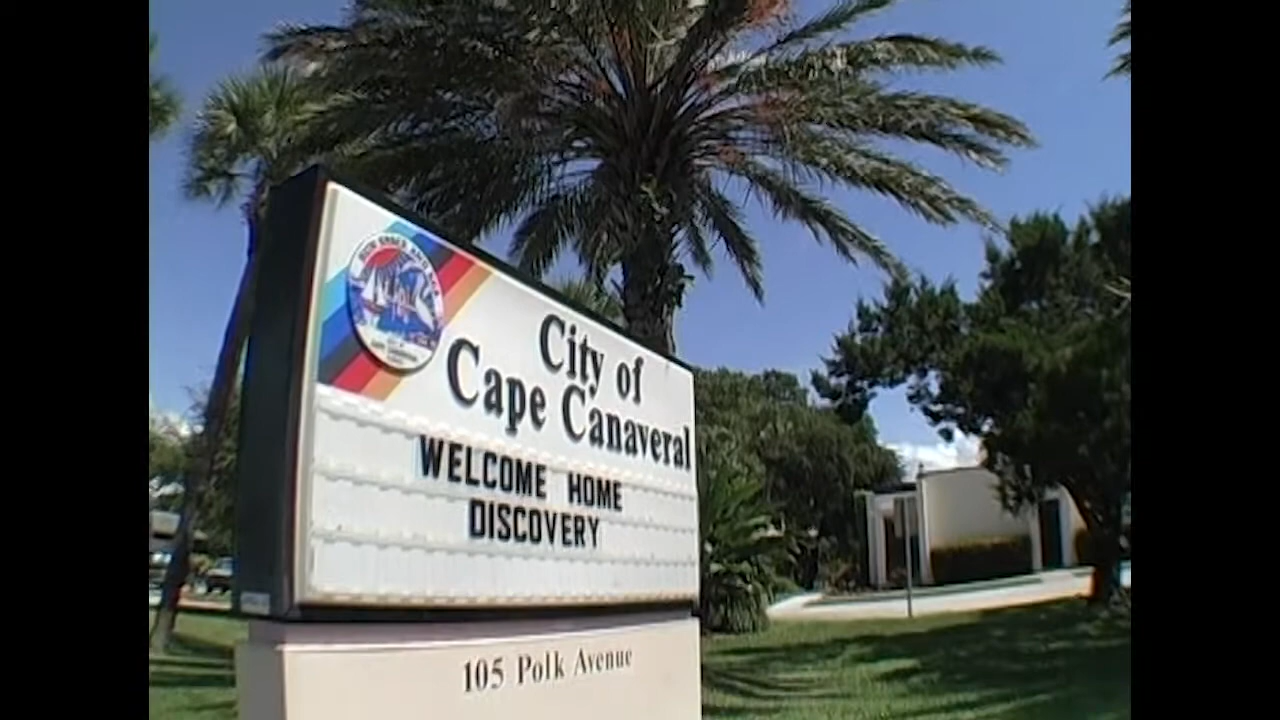 City of
Cape Canaveral
WELCOME HOME
DISCOVERY
105 Polk Avenue